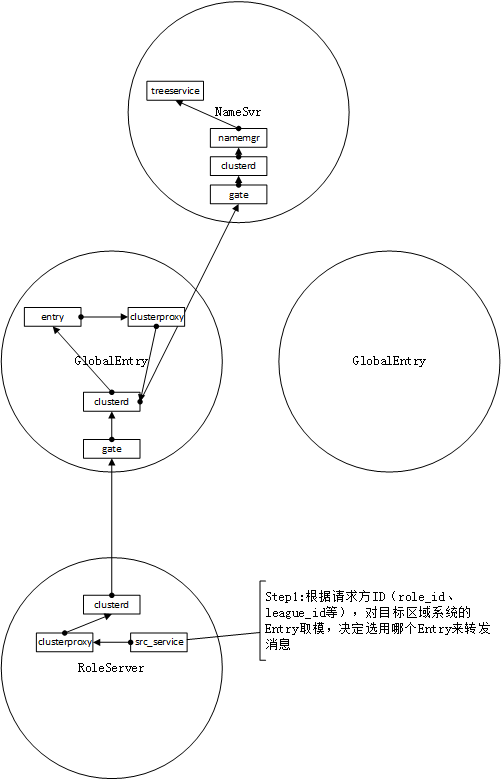 treeservice
NameSvr
namemgr
clusterd
gate
entry
clusterproxy
GlobalEntry
clusterd
gate
GlobalEntry
clusterd
clusterproxy
src_service
RoleServer
Step1:根据请求方ID（role_id、
league_id等），对目标区域系统的
Entry取模，决定选用哪个Entry来转发
消息